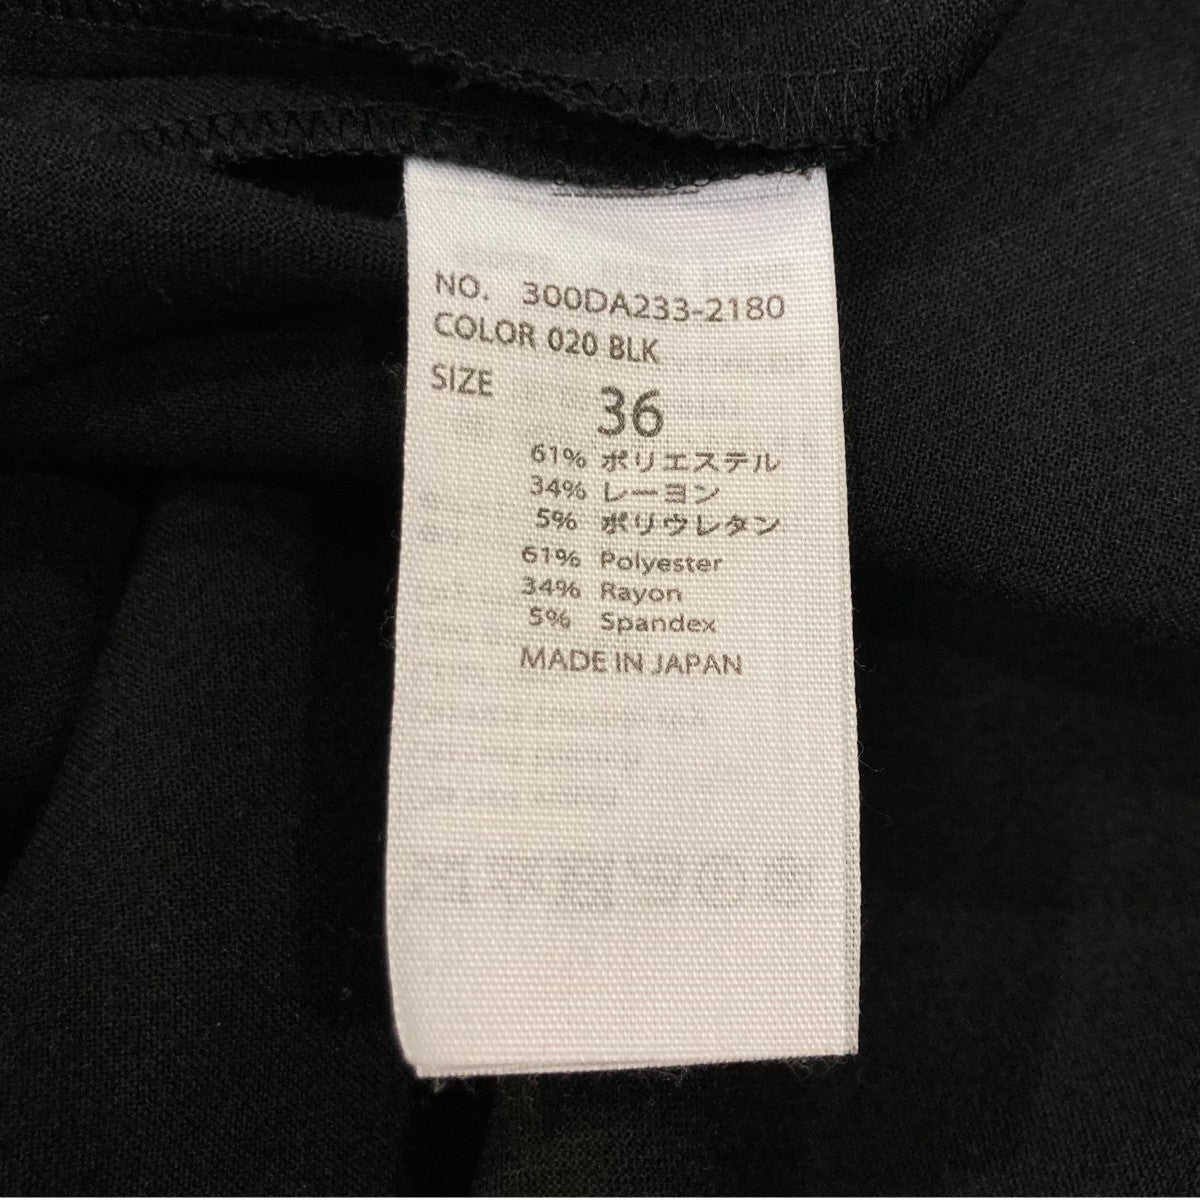 NO. 300DA233-2180
COLOR 020 BLK
SIZE 36
61% ポリエステル
34% レーヨン
5% ポリウレタン
61% Polyester
34% Rayon
5% Spandex
MADE IN JAPAN